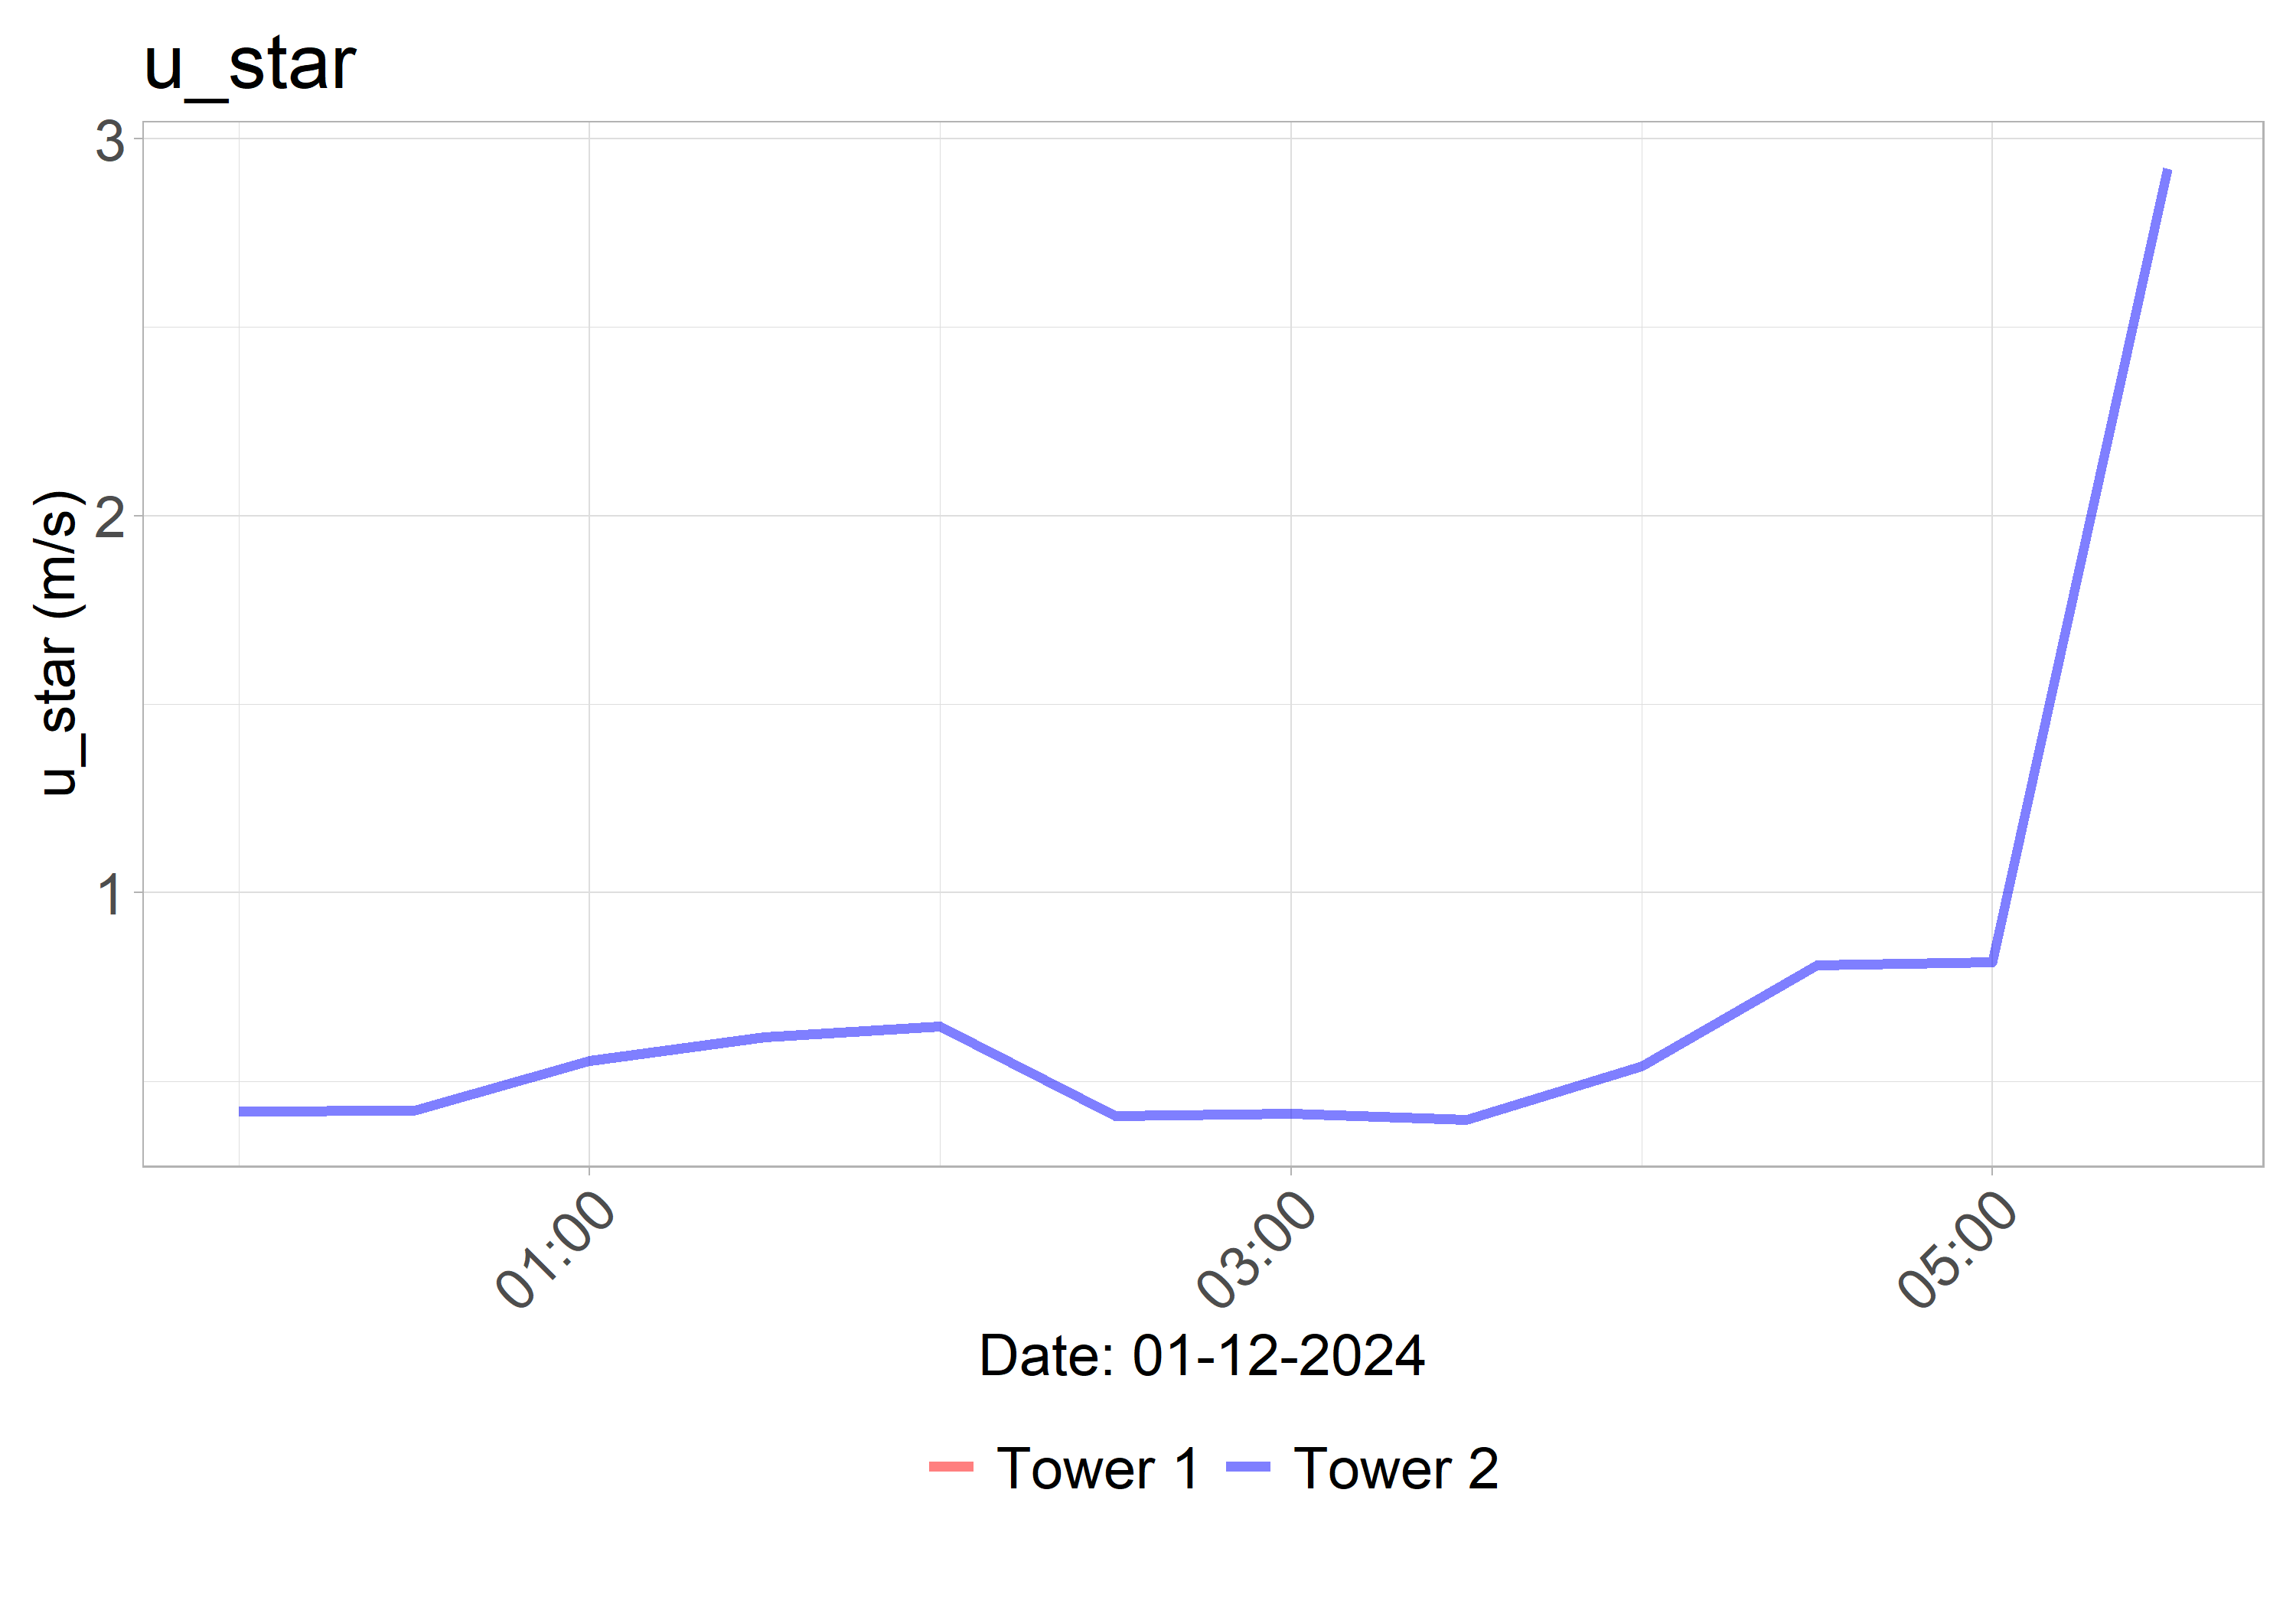 u_star
u_star (m/s)
3
2
1
01:00 03:00 05:00
Date: 01-12-2024
Tower 1 Tower 2